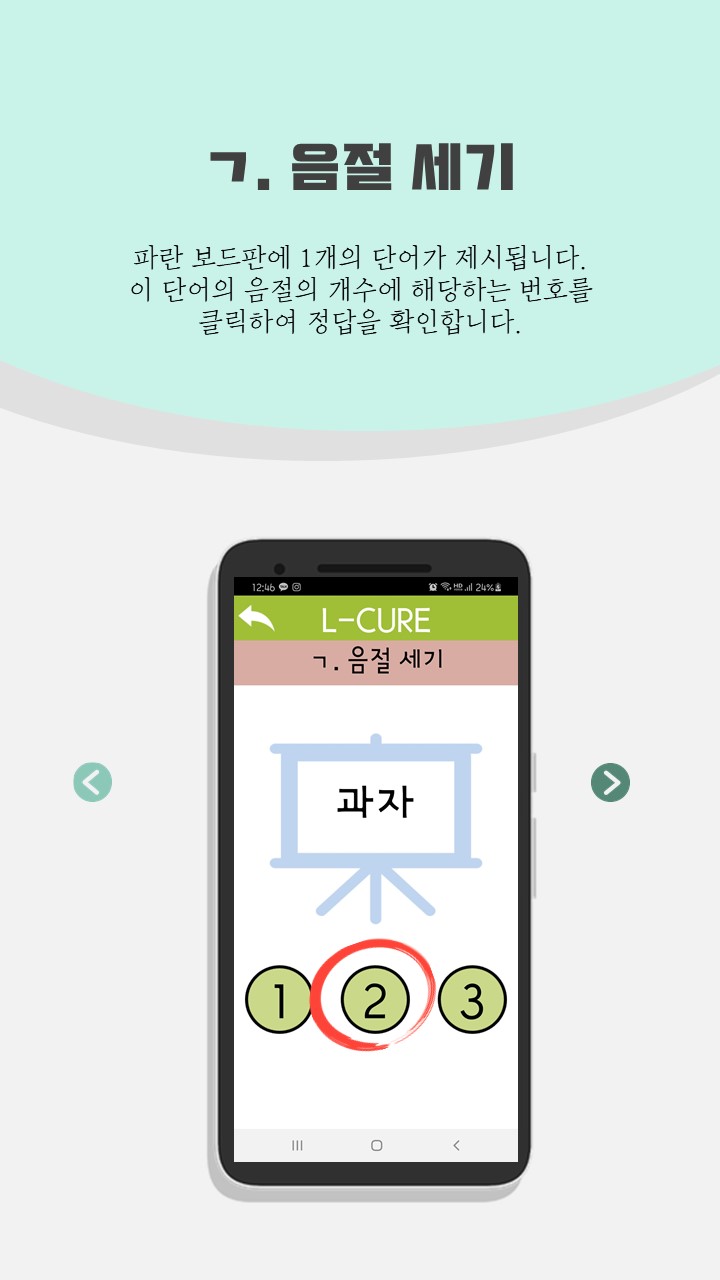 ㄱ. 음절 세기
파란 보드판에 1개의 단어가 제시됩니다.
이 단어의 음절의 개수에 해당하는 번호를
클릭하여 정답을 확인합니다.
12:46 HD 24%
L-CURE
ㄱ. 음절 세기
과자
1 2 3